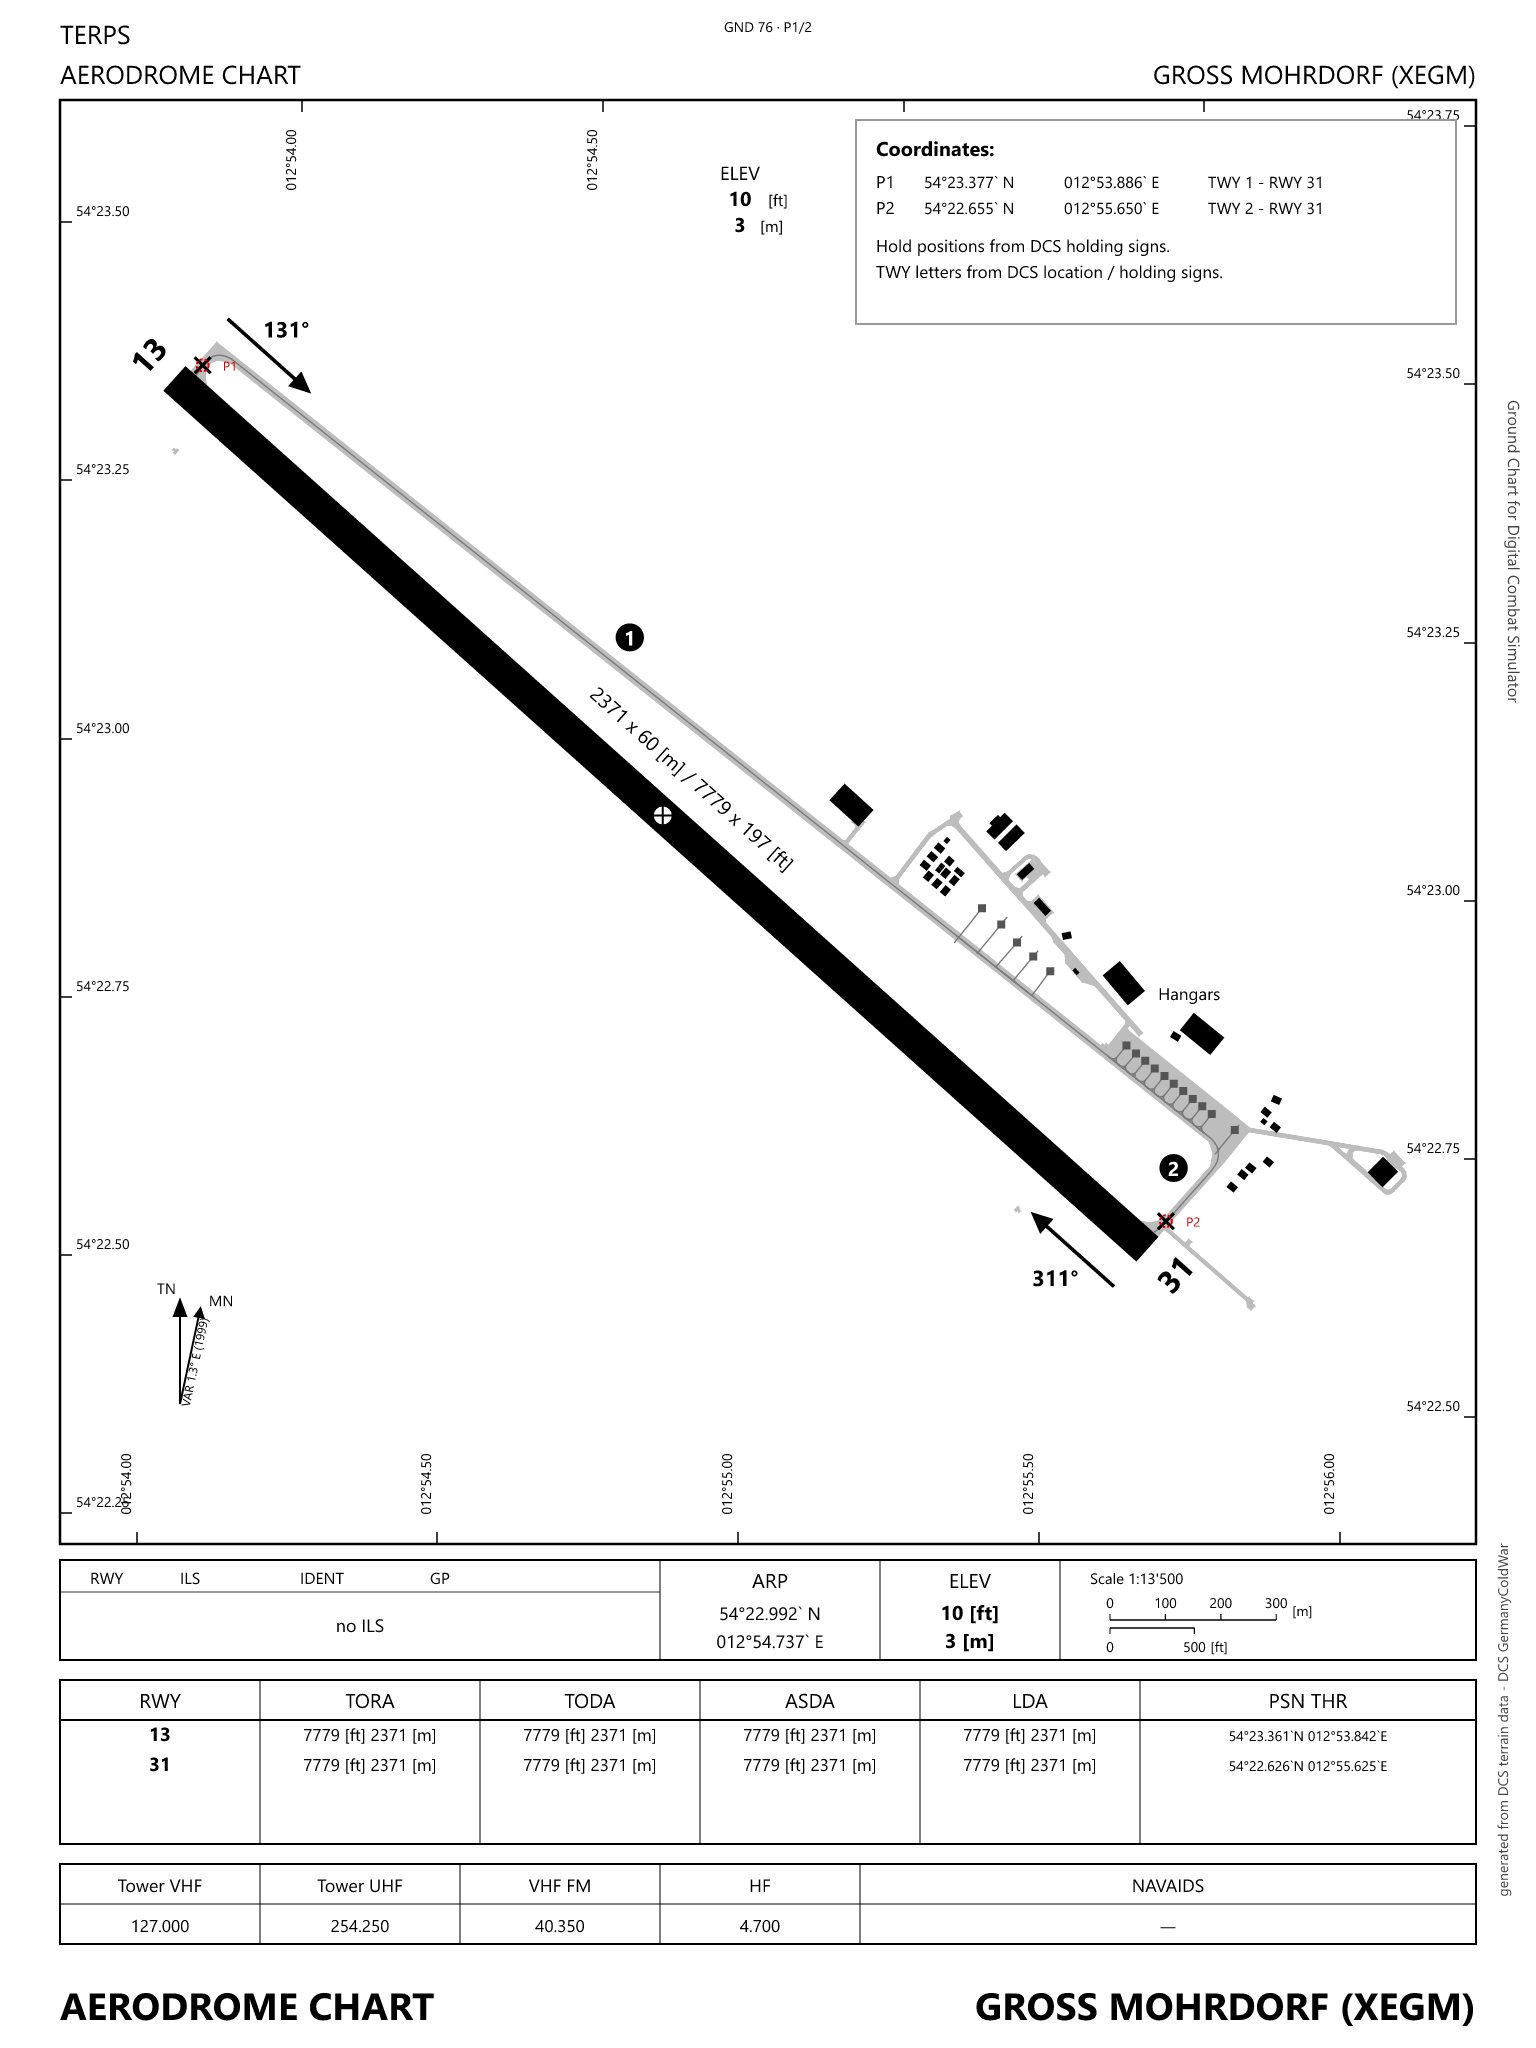 GND 76 · P1/2
TERPS
AERODROME CHART
GROSS MOHRDORF (XEGM)
012°54.00
012°54.50
54°23.75
Coordinates:
P1 54°23.377` N 012°53.886` E TWY 1 - RWY 31
P2 54°22.655` N 012°55.650` E TWY 2 - RWY 31
Hold positions from DCS holding signs.
TWY letters from DCS location / holding signs.
ELEV
10 [ft]
3 [m]
54°23.50
13
131°
P1
54°23.50
54°23.25
1
54°23.25
2371 x 60 [m] / 7779 x 197 [ft]
54°23.00
54°23.00
54°22.75
Hangars
54°22.75
2
P2
54°22.50
311°
31
TN
MN
VAR 1.3° E (1999)
54°22.50
54°22.25
012°54.00
012°54.50
012°55.00
012°55.50
012°56.00
Ground Chart for Digital Combat Simulator
RWY ILS IDENT GP
no ILS
ARP
54°22.992` N
012°54.737` E
ELEV
10 [ft]
3 [m]
Scale 1:13'500
0 100 200 300 [m]
0 500 [ft]
RWY TORA TODA ASDA LDA PSN THR
13 7779 [ft] 2371 [m] 7779 [ft] 2371 [m] 7779 [ft] 2371 [m] 7779 [ft] 2371 [m] 54°23.361`N 012°53.842`E
31 7779 [ft] 2371 [m] 7779 [ft] 2371 [m] 7779 [ft] 2371 [m] 7779 [ft] 2371 [m] 54°22.626`N 012°55.625`E
generated from DCS terrain data - DCS GermanyColdWar
Tower VHF Tower UHF VHF FM HF NAVAIDS
127.000 254.250 40.350 4.700 —
AERODROME CHART
GROSS MOHRDORF (XEGM)